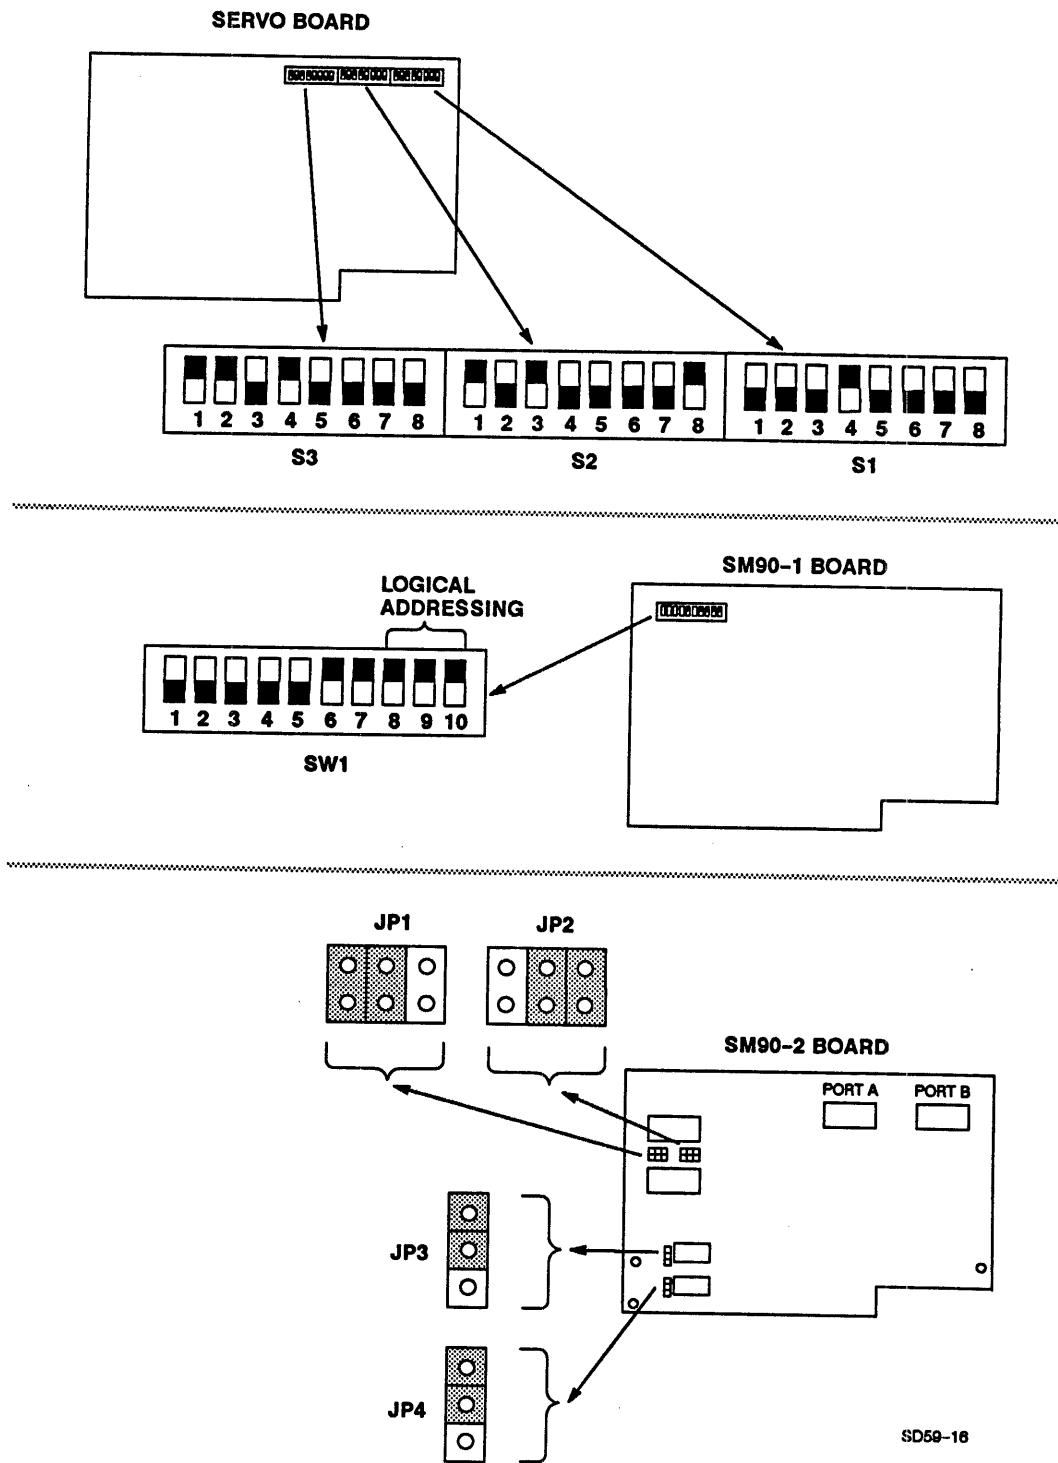 SERVO BOARD
1 2 3 4 5 6 7 8
1 2 3 4 5 6 7 8
1 2 3 4 5 6 7 8
S3
S2
S1
SM90-1 BOARD
LOGICAL
ADDRESSING
1 2 3 4 5 6 7 8 9 10
SW1
JP1
JP2
SM90-2 BOARD
PORT A
PORT B
JP3
JP4
SD59-16